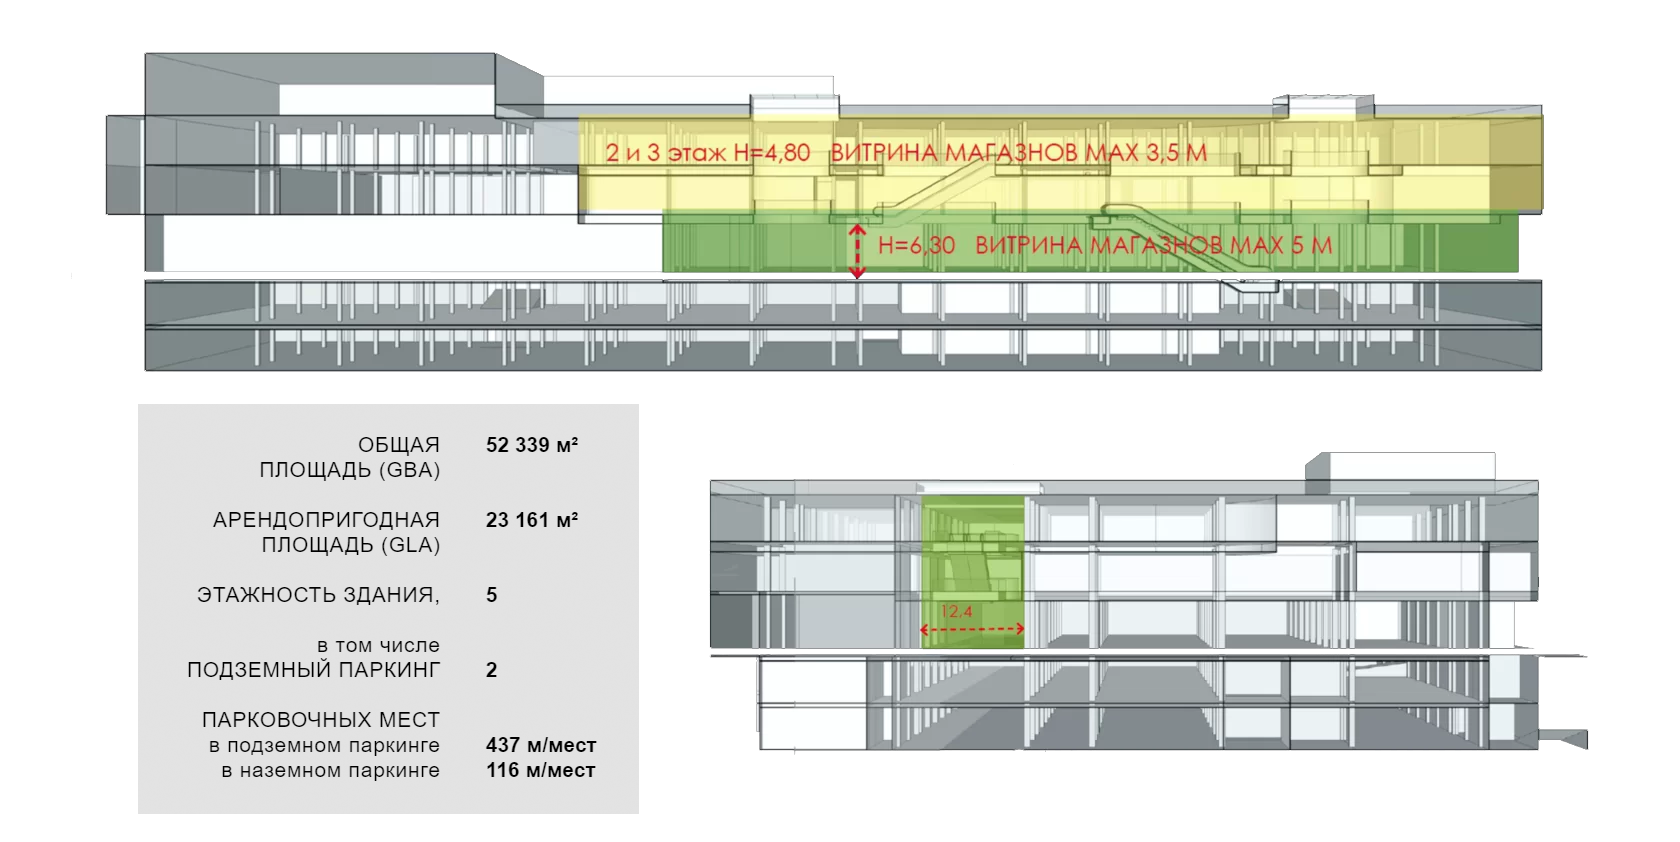 2 и 3 этаж H=4,80 ВИТРИНА МАГАЗНОВ MAX 3,5 М
H=6,30 ВИТРИНА МАГАЗНОВ MAX 5 М
ОБЩАЯ 52 339 м²
ПЛОЩАДЬ (GBA)
АРЕНДОПРИГОДНАЯ 23 161 м²
ПЛОЩАДЬ (GLA)
ЭТАЖНОСТЬ ЗДАНИЯ, 5
в том числе
ПОДЗЕМНЫЙ ПАРКИНГ 2
ПАРКОВОЧНЫХ МЕСТ
в подземном паркинге 437 м/мест
в наземном паркинге 116 м/мест
12,4